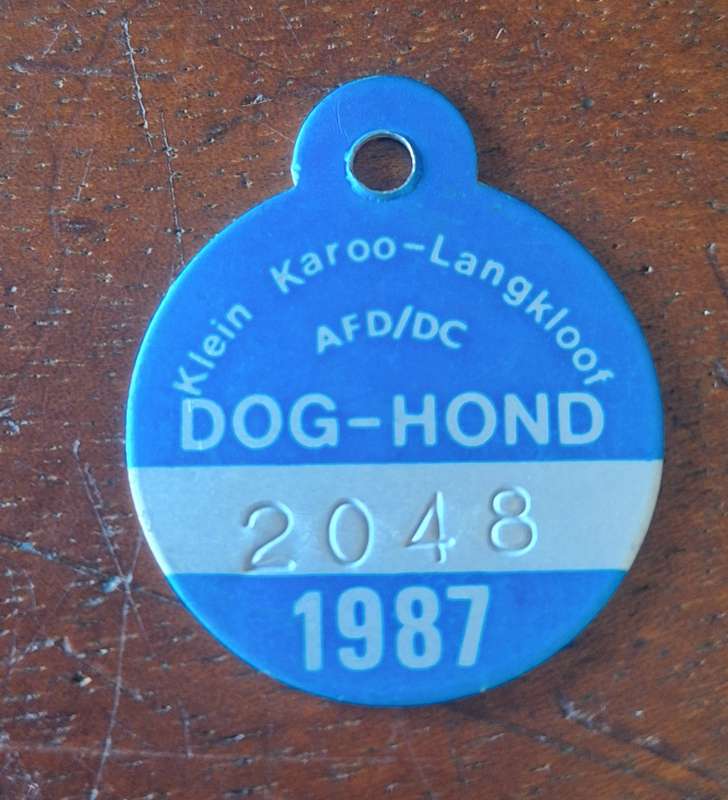 Klein Karoo-Langkloof
AFD/DC
DOG-HOND
2048
1987